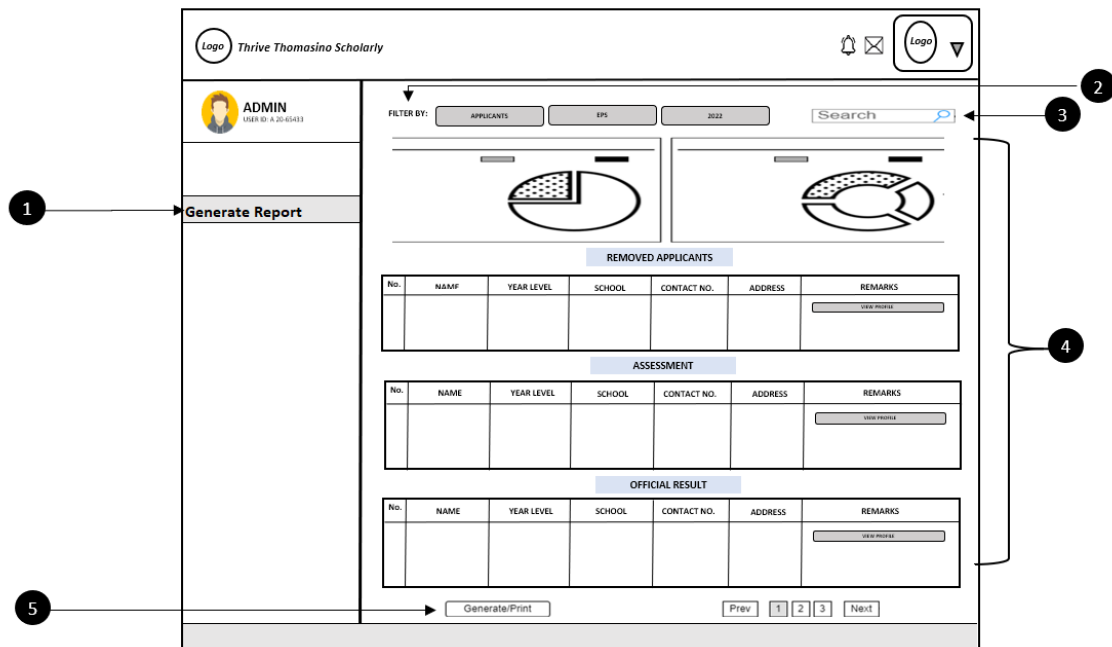 Logo Thrive Thomasino Scholarly Logo
ADMIN
USER ID: A 20-65433
1
Generate Report
2
FILTER BY: APPLICANTS EPS 2022 Search
3
REMOVED APPLICANTS
No. NAME YEAR LEVEL SCHOOL CONTACT NO. ADDRESS REMARKS
VIEW PROFILE
4
ASSESSMENT
No. NAME YEAR LEVEL SCHOOL CONTACT NO. ADDRESS REMARKS
VIEW PROFILE
OFFICIAL RESULT
No. NAME YEAR LEVEL SCHOOL CONTACT NO. ADDRESS REMARKS
VIEW PROFILE
5
Generate/Print Prev 1 2 3 Next